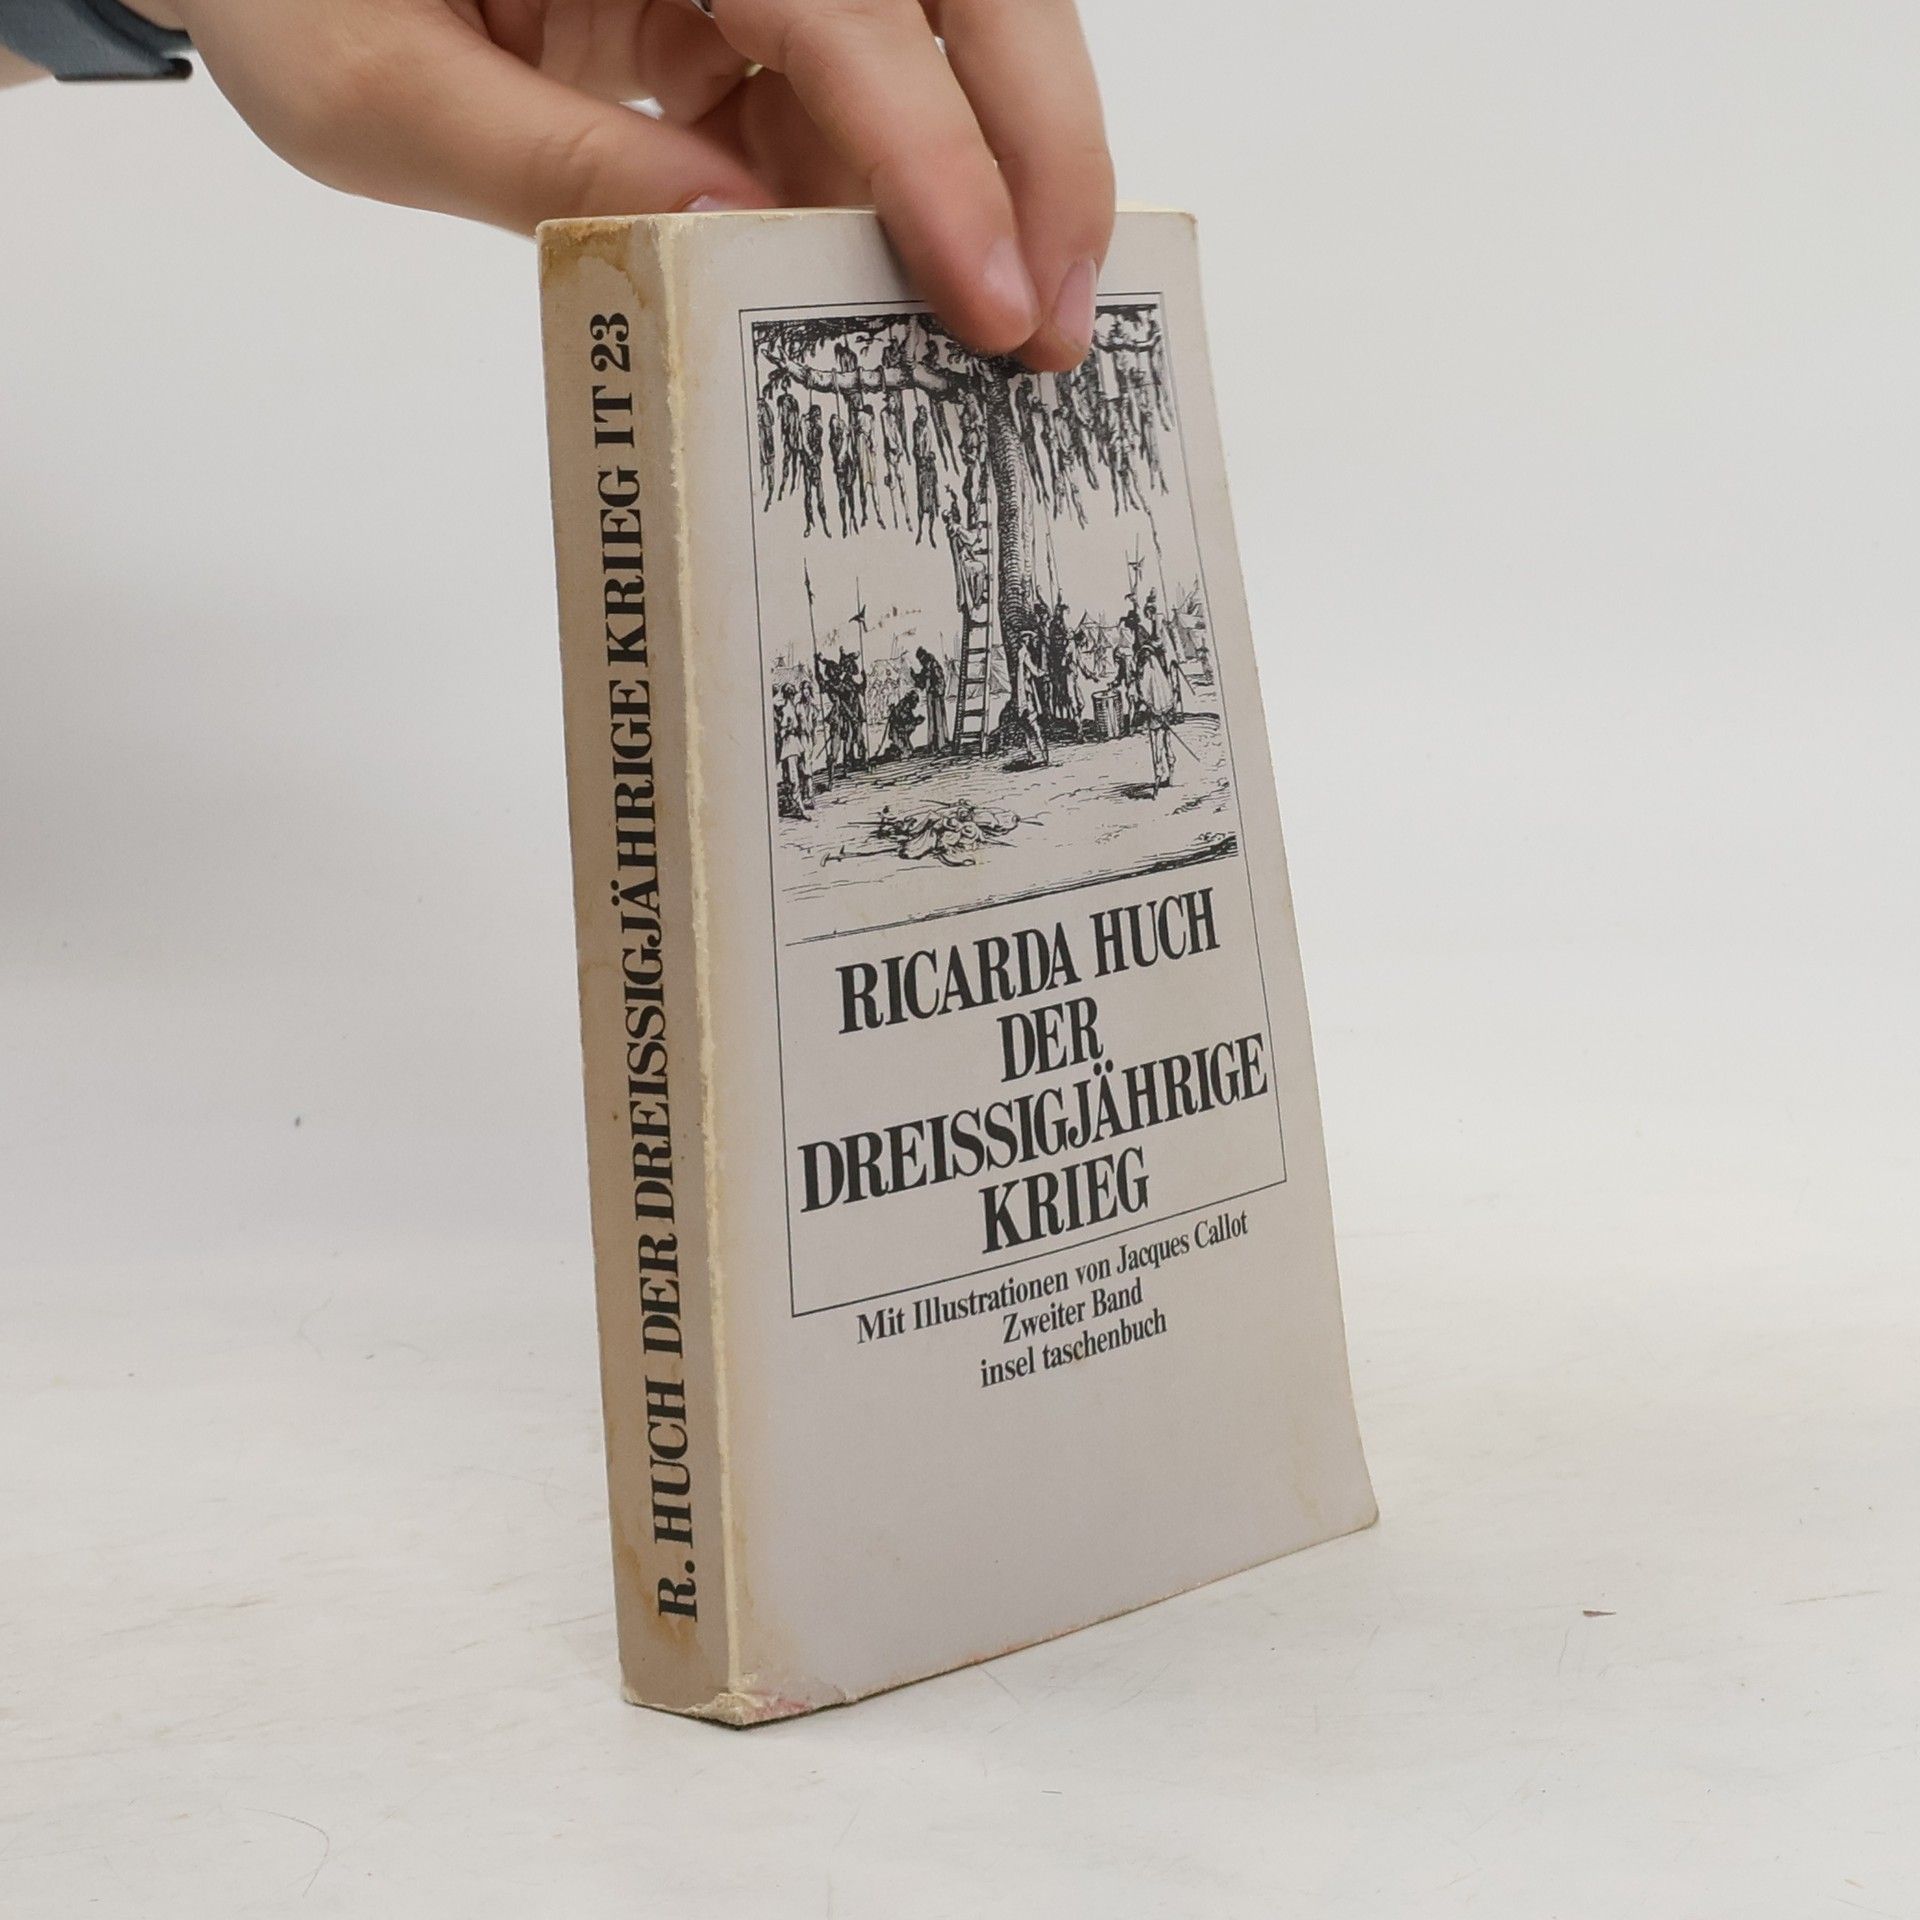 R. HUCH DER DREISSIGJÄHRIGE KRIEG IT 23
RICARDA HUCH
DER
DREISSIGJÄHRIGE
KRIEG
Mit Illustrationen von Jacques Callot
Zweiter Band
insel taschenbuch